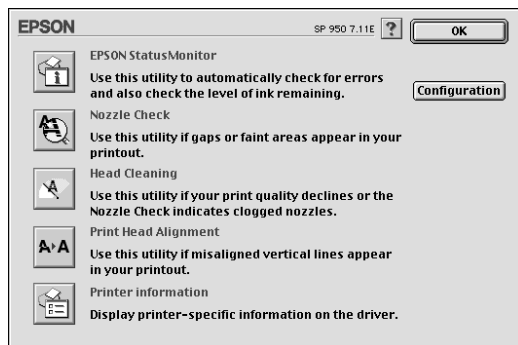 EPSON SP 950 7.11E ? OK
EPSON StatusMonitor
Use this utility to automatically check for errors
and also check the level of ink remaining.
Configuration
Nozzle Check
Use this utility if gaps or faint areas appear in your
printout.
Head Cleaning
Use this utility if your print quality declines or the
Nozzle Check indicates clogged nozzles.
Print Head Alignment
Use this utility if misaligned vertical lines appear
in your printout.
Printer information
Display printer-specific information on the driver.